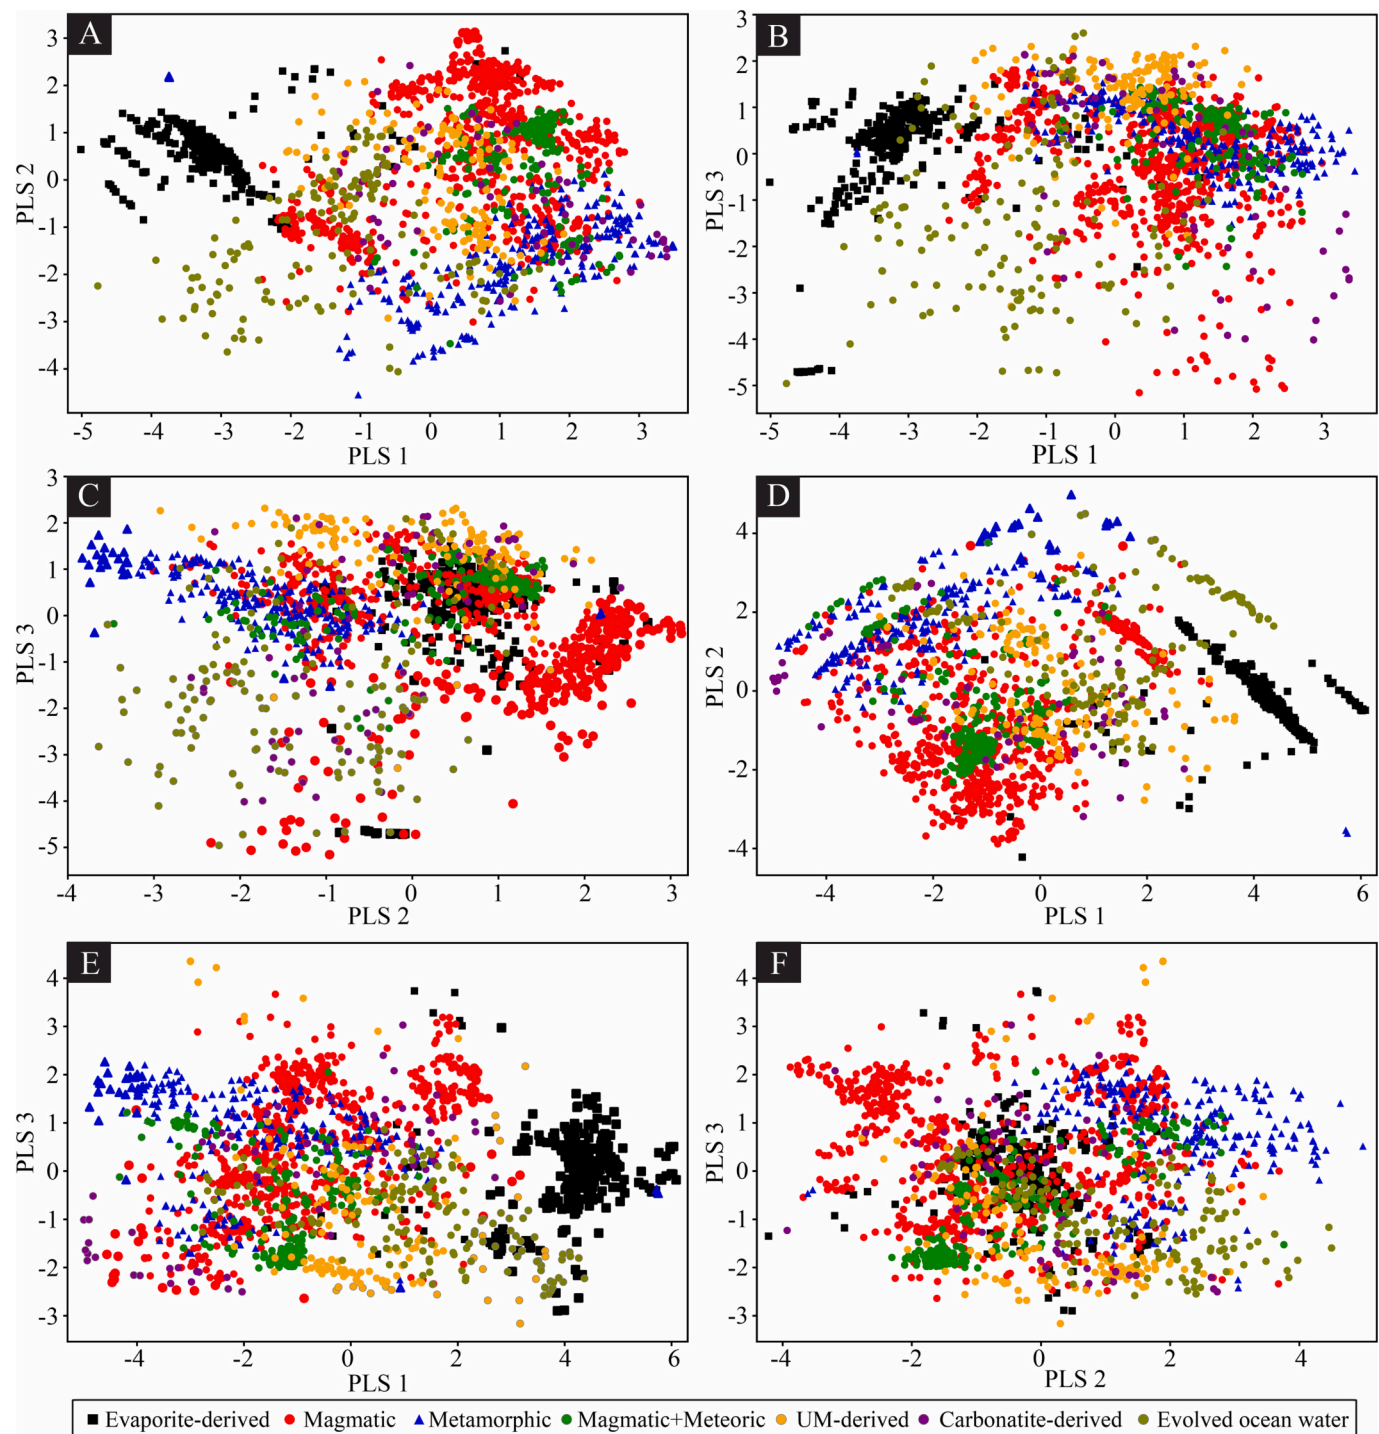 A
3
2
1
0
-1
-2
-3
-4
PLS 2
-5 -4 -3 -2 -1 0 1 2 3
PLS 1
B
3
2
1
0
-1
-2
-3
-4
-5
PLS 3
-5 -4 -3 -2 -1 0 1 2 3
PLS 1
C
3
2
1
0
-1
-2
-3
-4
-5
PLS 3
-4 -3 -2 -1 0 1 2 3
PLS 2
D
4
2
0
-2
-4
PLS 2
-4 -2 0 2 4 6
PLS 1
E
4
3
2
1
0
-1
-2
-3
PLS 3
-4 -2 0 2 4 6
PLS 1
F
4
3
2
1
0
-1
-2
-3
PLS 3
-4 -2 0 2 4
PLS 2
Evaporite-derived Magmatic Metamorphic Magmatic+Meteoric UM-derived Carbonatite-derived Evolved ocean water